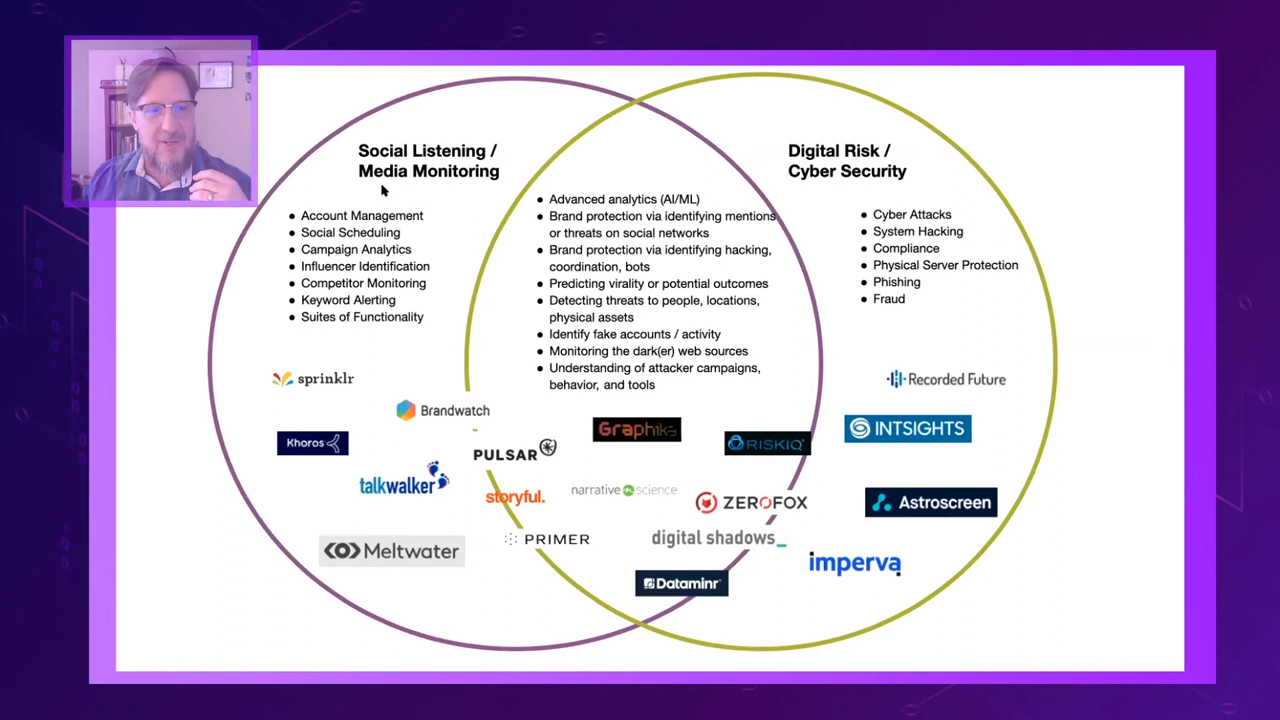 Social Listening /
Media Monitoring
Account Management
Social Scheduling
Campaign Analytics
Influencer Identification
Competitor Monitoring
Keyword Alerting
Suites of Functionality
Advanced analytics (AI/ML)
Brand protection via identifying mentions
or threats on social networks
Brand protection via identifying hacking,
coordination, bots
Predicting virality or potential outcomes
Detecting threats to people, locations,
physical assets
Identify fake accounts / activity
Monitoring the dark(er) web sources
Understanding of attacker campaigns,
behavior, and tools
Digital Risk /
Cyber Security
Cyber Attacks
System Hacking
Compliance
Physical Server Protection
Phishing
Fraud
sprinklr
Brandwatch
Khoros
PULSAR
talkwalker
storyful.
Meltwater
PRIMER
Graphika
RISKIQ
narrative science
ZEROFOX
digital shadows_
Dataminr
Recorded Future
INTSIGHTS
Astroscreen
imperva